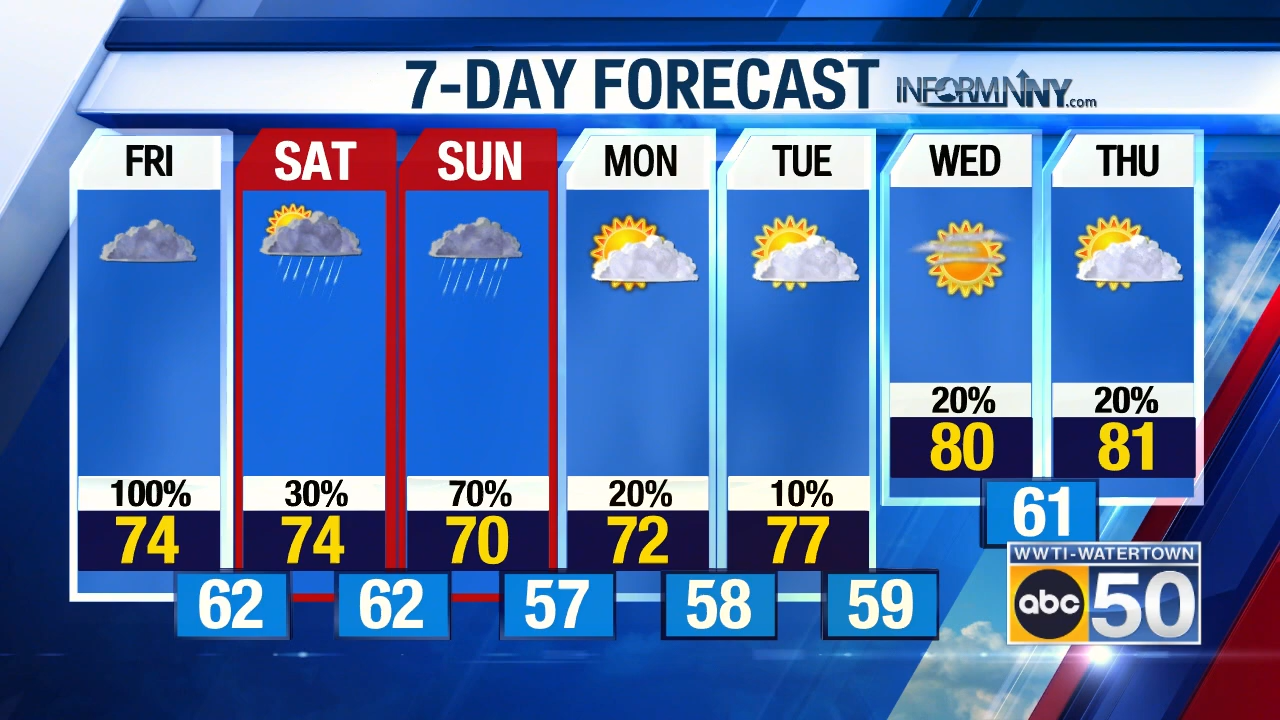 7-DAY FORECAST
INFORMNNY.com
FRI SAT SUN MON TUE WED THU
20% 20%
80 81
100% 30% 70% 20% 10%
74 74 70 72 77
61
62 62 57 58 59
WWTI-WATERTOWN
abc 50